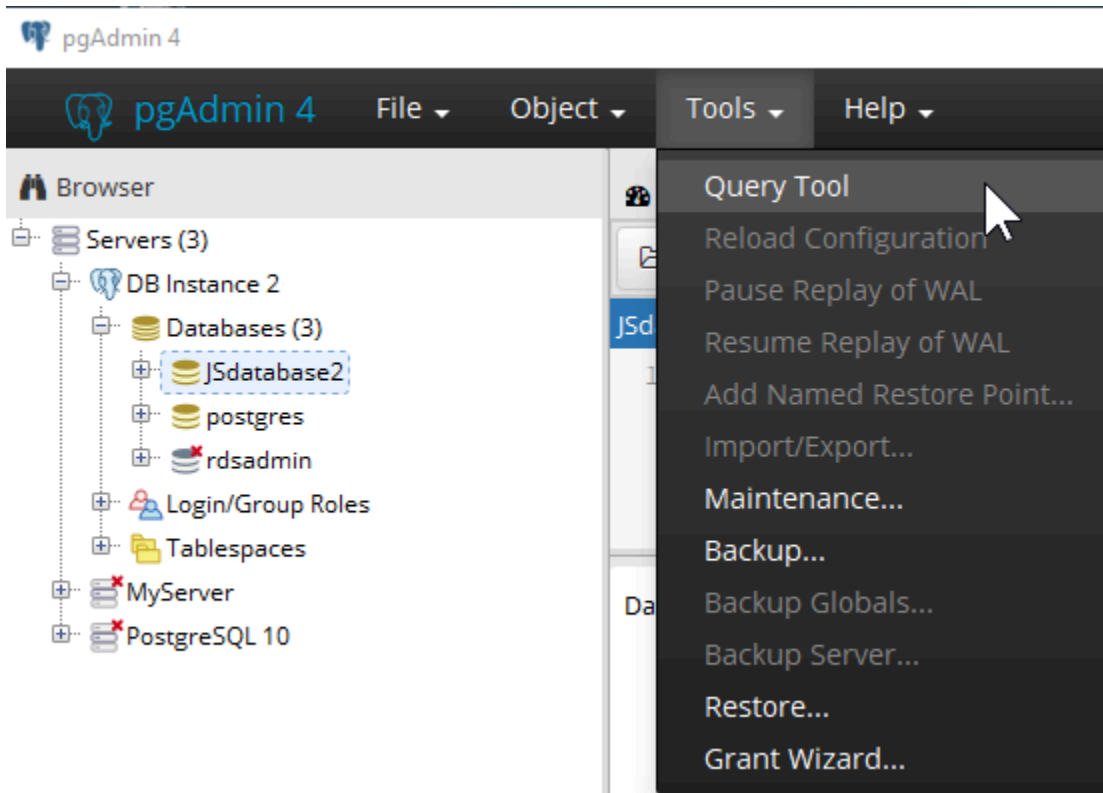 pgAdmin 4
pgAdmin 4 File Object Tools Help
Browser
Servers (3)
DB Instance 2
Databases (3)
JSdatabase2
postgres
rdsadmin
Login/Group Roles
Tablespaces
MyServer
PostgreSQL 10
JSd
1
Da
Query Tool
Reload Configuration
Pause Replay of WAL
Resume Replay of WAL
Add Named Restore Point...
Import/Export...
Maintenance...
Backup...
Backup Globals...
Backup Server...
Restore...
Grant Wizard...